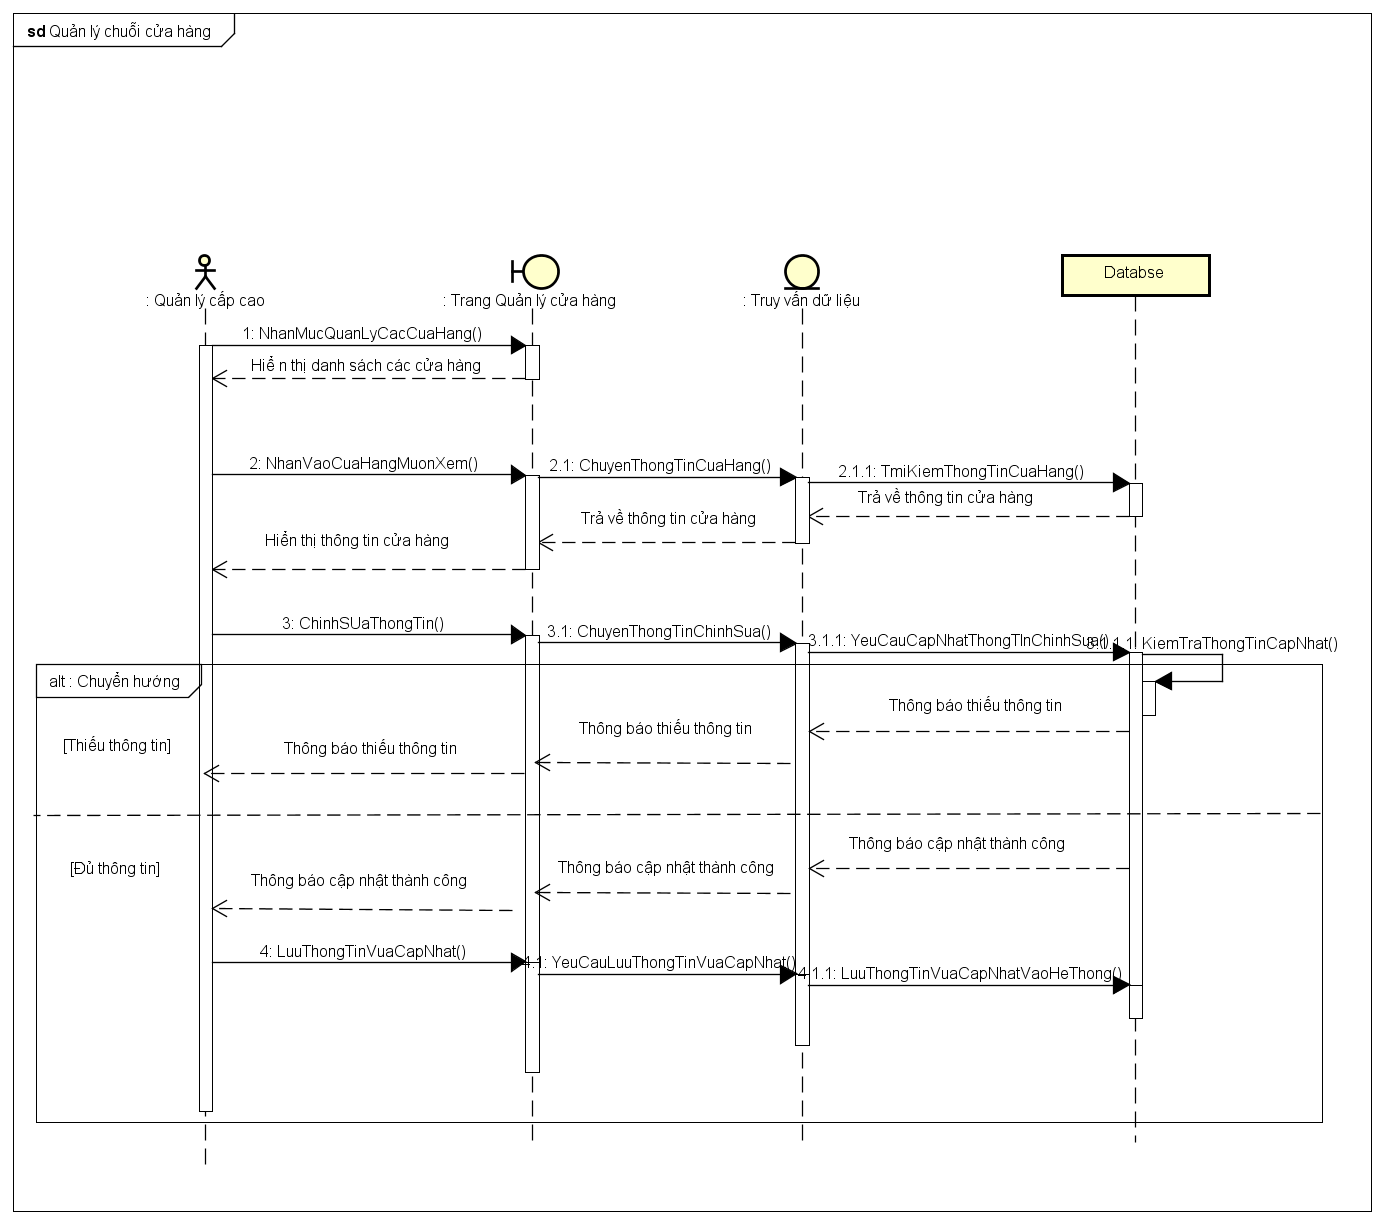 sd Quản lý chuỗi cửa hàng
: Quản lý cấp cao
: Trang Quản lý cửa hàng
: Truy vấn dữ liệu
Databse
1: NhanMucQuanLyCacCuaHang()
Hiể n thị danh sách các cửa hàng
2: NhanVaoCuaHangMuonXem()
2.1: ChuyenThongTinCuaHang()
2.1.1: TmiKiemThongTinCuaHang()
Trả về thông tin cửa hàng
Trả về thông tin cửa hàng
Hiển thị thông tin cửa hàng
3: ChinhSUaThongTin()
3.1: ChuyenThongTinChinhSua()
3.1.1: YeuCauCapNhatThongTInChinhSua()
3.1.1.1: KiemTraThongTinCapNhat()
alt : Chuyển hướng
Thông báo thiếu thông tin
Thông báo thiếu thông tin
[Thiếu thông tin]
Thông báo thiếu thông tin
Thông báo cập nhật thành công
[Đủ thông tin]
Thông báo cập nhật thành công
Thông báo cập nhật thành công
4: LuuThongTinVuaCapNhat()
4.1: YeuCauLuuThongTinVuaCapNhat()
4.1.1: LuuThongTinVuaCapNhatVaoHeThong()